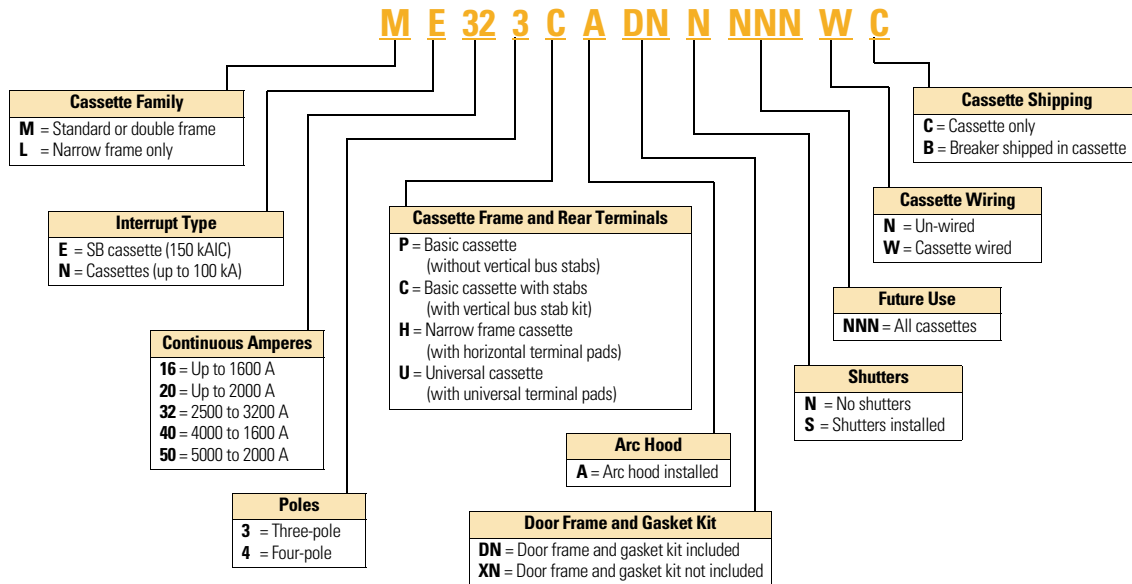 M E 32 3 C A DN N NNN W C
Cassette Family
M = Standard or double frame
L = Narrow frame only
Cassette Shipping
C = Cassette only
B = Breaker shipped in cassette
Interrupt Type
E = SB cassette (150 kAIC)
N = Cassettes (up to 100 kA)
Cassette Frame and Rear Terminals
P = Basic cassette
(without vertical bus stabs)
C = Basic cassette with stabs
(with vertical bus stab kit)
H = Narrow frame cassette
(with horizontal terminal pads)
U = Universal cassette
(with universal terminal pads)
Cassette Wiring
N = Un-wired
W = Cassette wired
Future Use
NNN = All cassettes
Continuous Amperes
16 = Up to 1600 A
20 = Up to 2000 A
32 = 2500 to 3200 A
40 = 4000 to 1600 A
50 = 5000 to 2000 A
Shutters
N = No shutters
S = Shutters installed
Arc Hood
A = Arc hood installed
Poles
3 = Three-pole
4 = Four-pole
Door Frame and Gasket Kit
DN = Door frame and gasket kit included
XN = Door frame and gasket kit not included